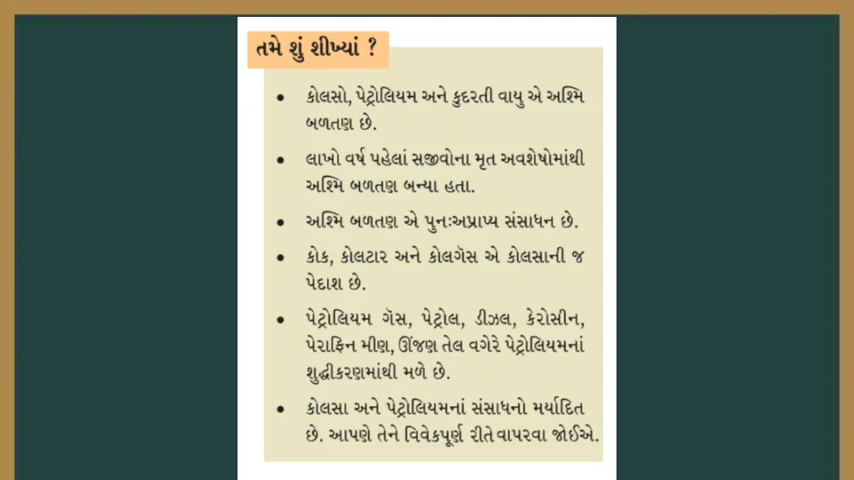 તમે શું શીખ્યાં ?
• કોલસો, પેટ્રોલિયમ અને કુદરતી વાયુ એ અશ્મિ
બળતણ છે.
• લાખો વર્ષ પહેલાં સજીવોના મૃત અવશેષોમાંથી
અશ્મિ બળતણ બન્યા હતા.
• અશ્મિ બળતણ એ પુનઃઅપ્રાપ્ય સંસાધન છે.
• કોક, કોલટાર અને કોલગૅસ એ કોલસાની જ
પેદાશ છે.
• પેટ્રોલિયમ ગૅસ, પેટ્રોલ, ડીઝલ, કેરોસીન,
પેરાફિન મીણ, ઊંજણ તેલ વગેરે પેટ્રોલિયમનાં
શુદ્ધીકરણમાંથી મળે છે.
• કોલસા અને પેટ્રોલિયમનાં સંસાધનો મર્યાદિત
છે. આપણે તેને વિવેકપૂર્ણ રીતે વાપરવા જોઈએ.